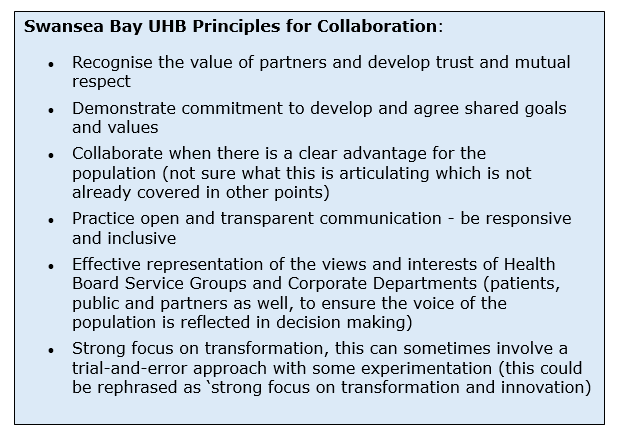 Swansea Bay UHB Principles for Collaboration:
• Recognise the value of partners and develop trust and mutual
respect
• Demonstrate commitment to develop and agree shared goals
and values
• Collaborate when there is a clear advantage for the
population (not sure what this is articulating which is not
already covered in other points)
• Practice open and transparent communication - be responsive
and inclusive
• Effective representation of the views and interests of Health
Board Service Groups and Corporate Departments (patients,
public and partners as well, to ensure the voice of the
population is reflected in decision making)
• Strong focus on transformation, this can sometimes involve a
trial-and-error approach with some experimentation (this could
be rephrased as ‘strong focus on transformation and innovation)